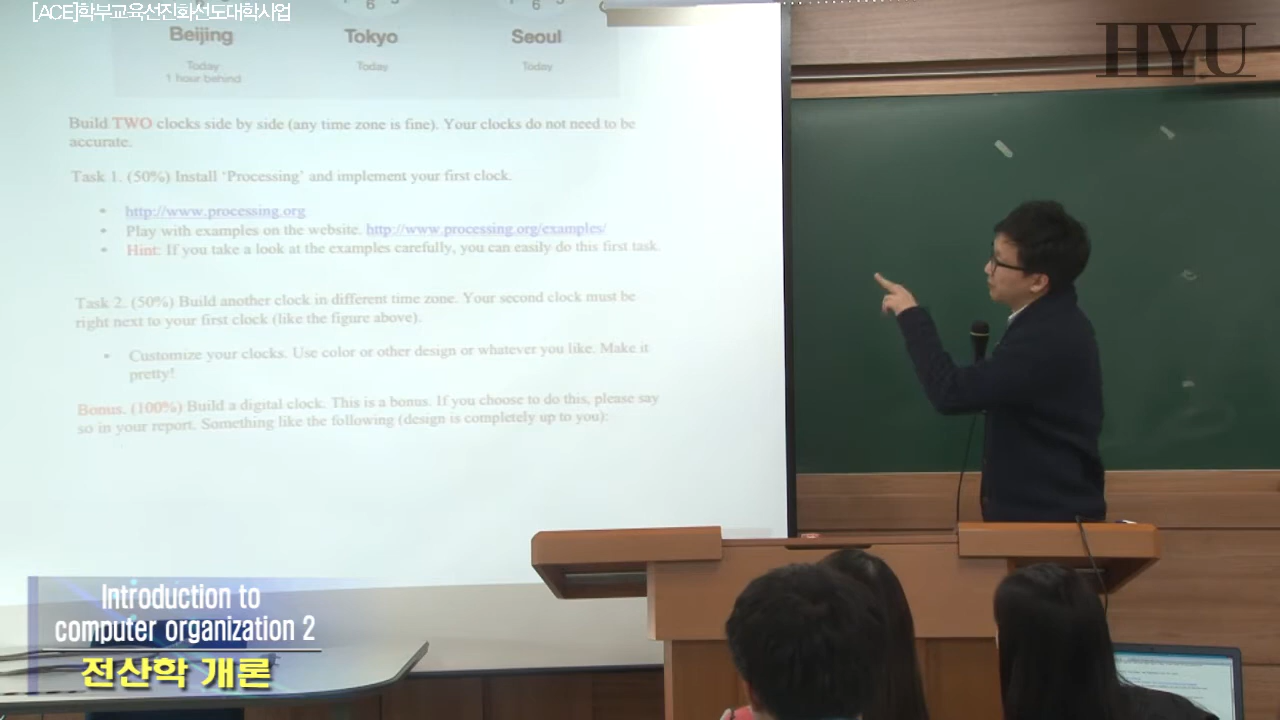 [ACE]학부교육선진화선도대학사업
HYU
6
6
Beijing Tokyo Seoul
Today Today Today
1 hour behind
Build TWO clocks side by side (any time zone is fine). Your clocks do not need to be
accurate.
Task 1. (50%) Install ‘Processing’ and implement your first clock.
• http://www.processing.org
• Play with examples on the website. http://www.processing.org/examples/
• Hint: If you take a look at the examples carefully, you can easily do this first task.
Task 2. (50%) Build another clock in different time zone. Your second clock must be
right next to your first clock (like the figure above).
• Customize your clocks. Use color or other design or whatever you like. Make it
pretty!
Bonus. (100%) Build a digital clock. This is a bonus. If you choose to do this, please say
so in your report. Something like the following (design is completely up to you):
Introduction to
computer organization 2
전산학 개론